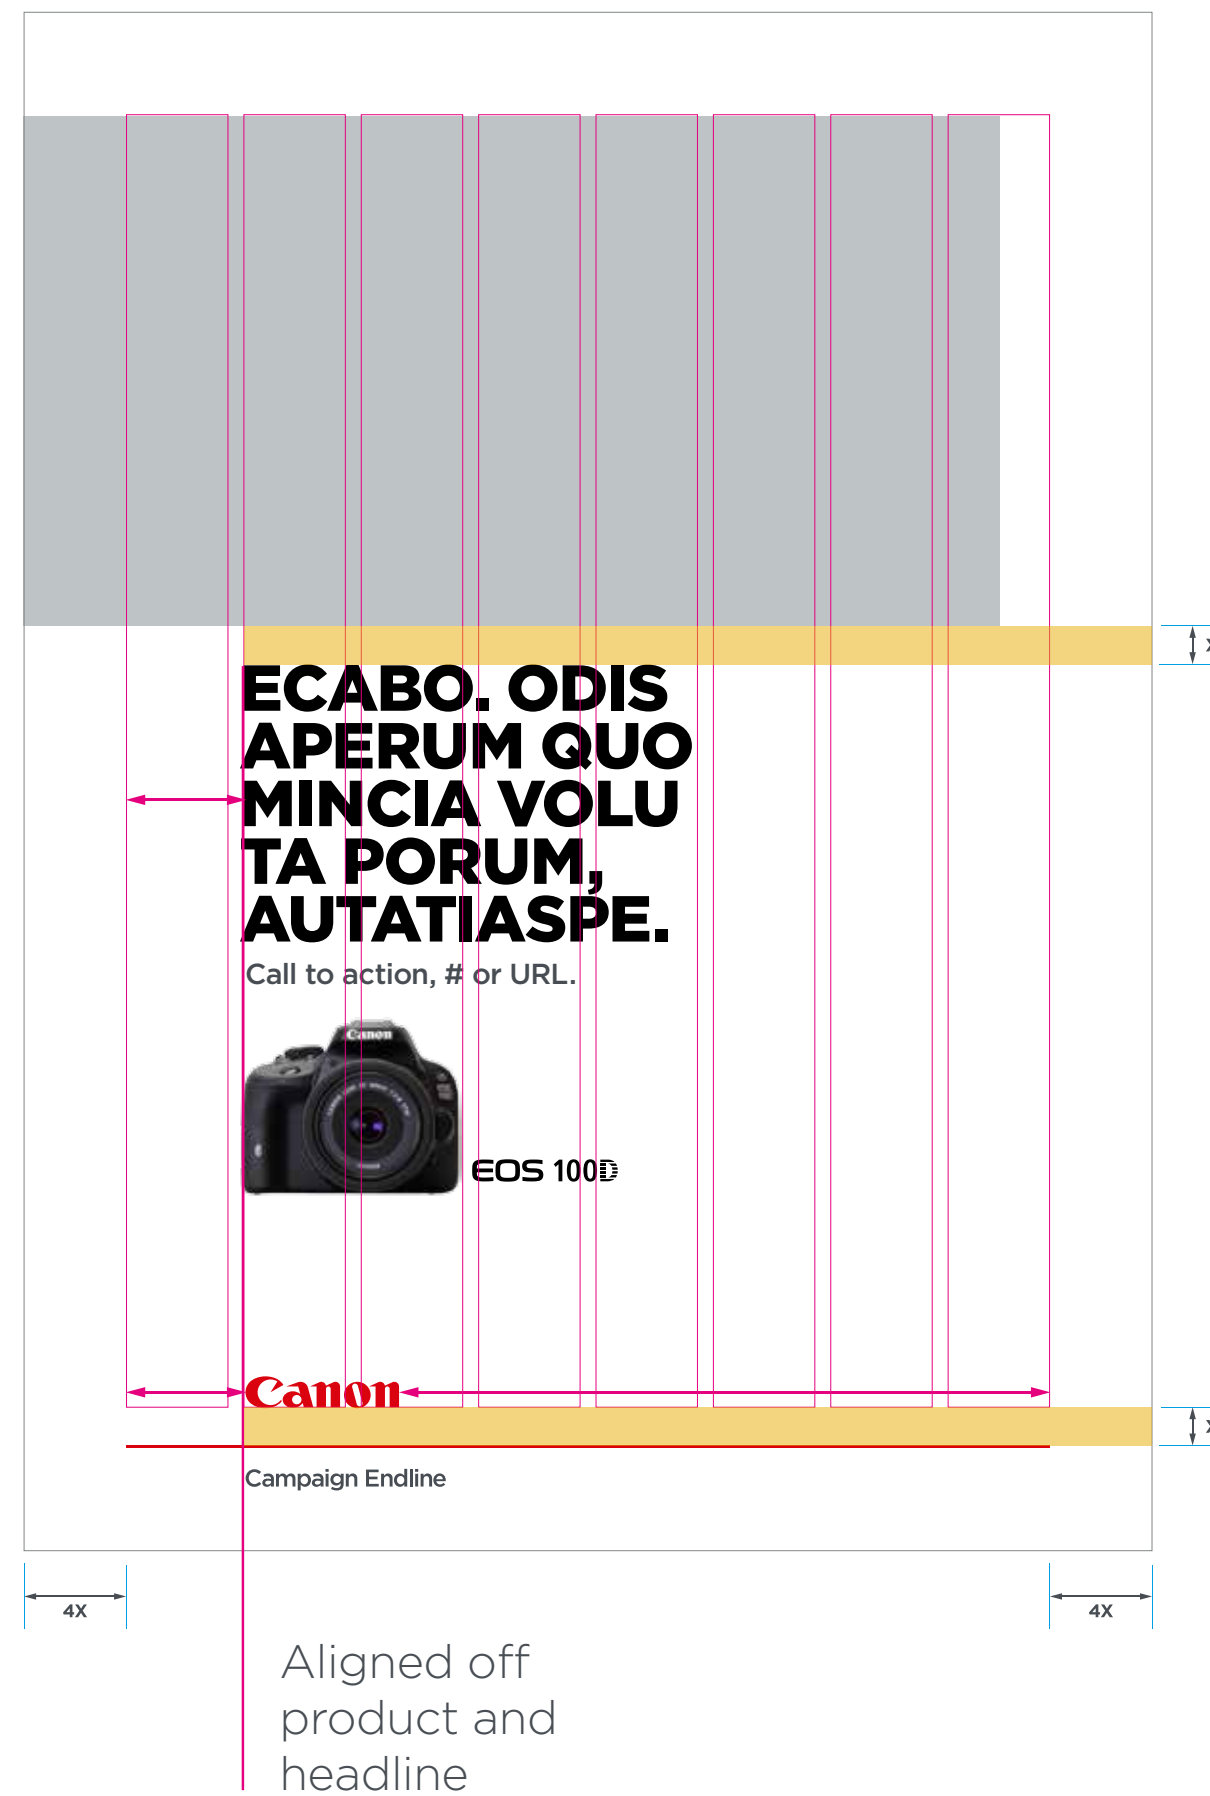 X
ECABO. ODIS
APERUM QUO
MINCIA VOLU
TA PORUM,
AUTATIASPE.
Call to action, # or URL.
Canon
EOS 100D
Canon
X
Campaign Endline
4X
4X
Aligned off
product and
headline